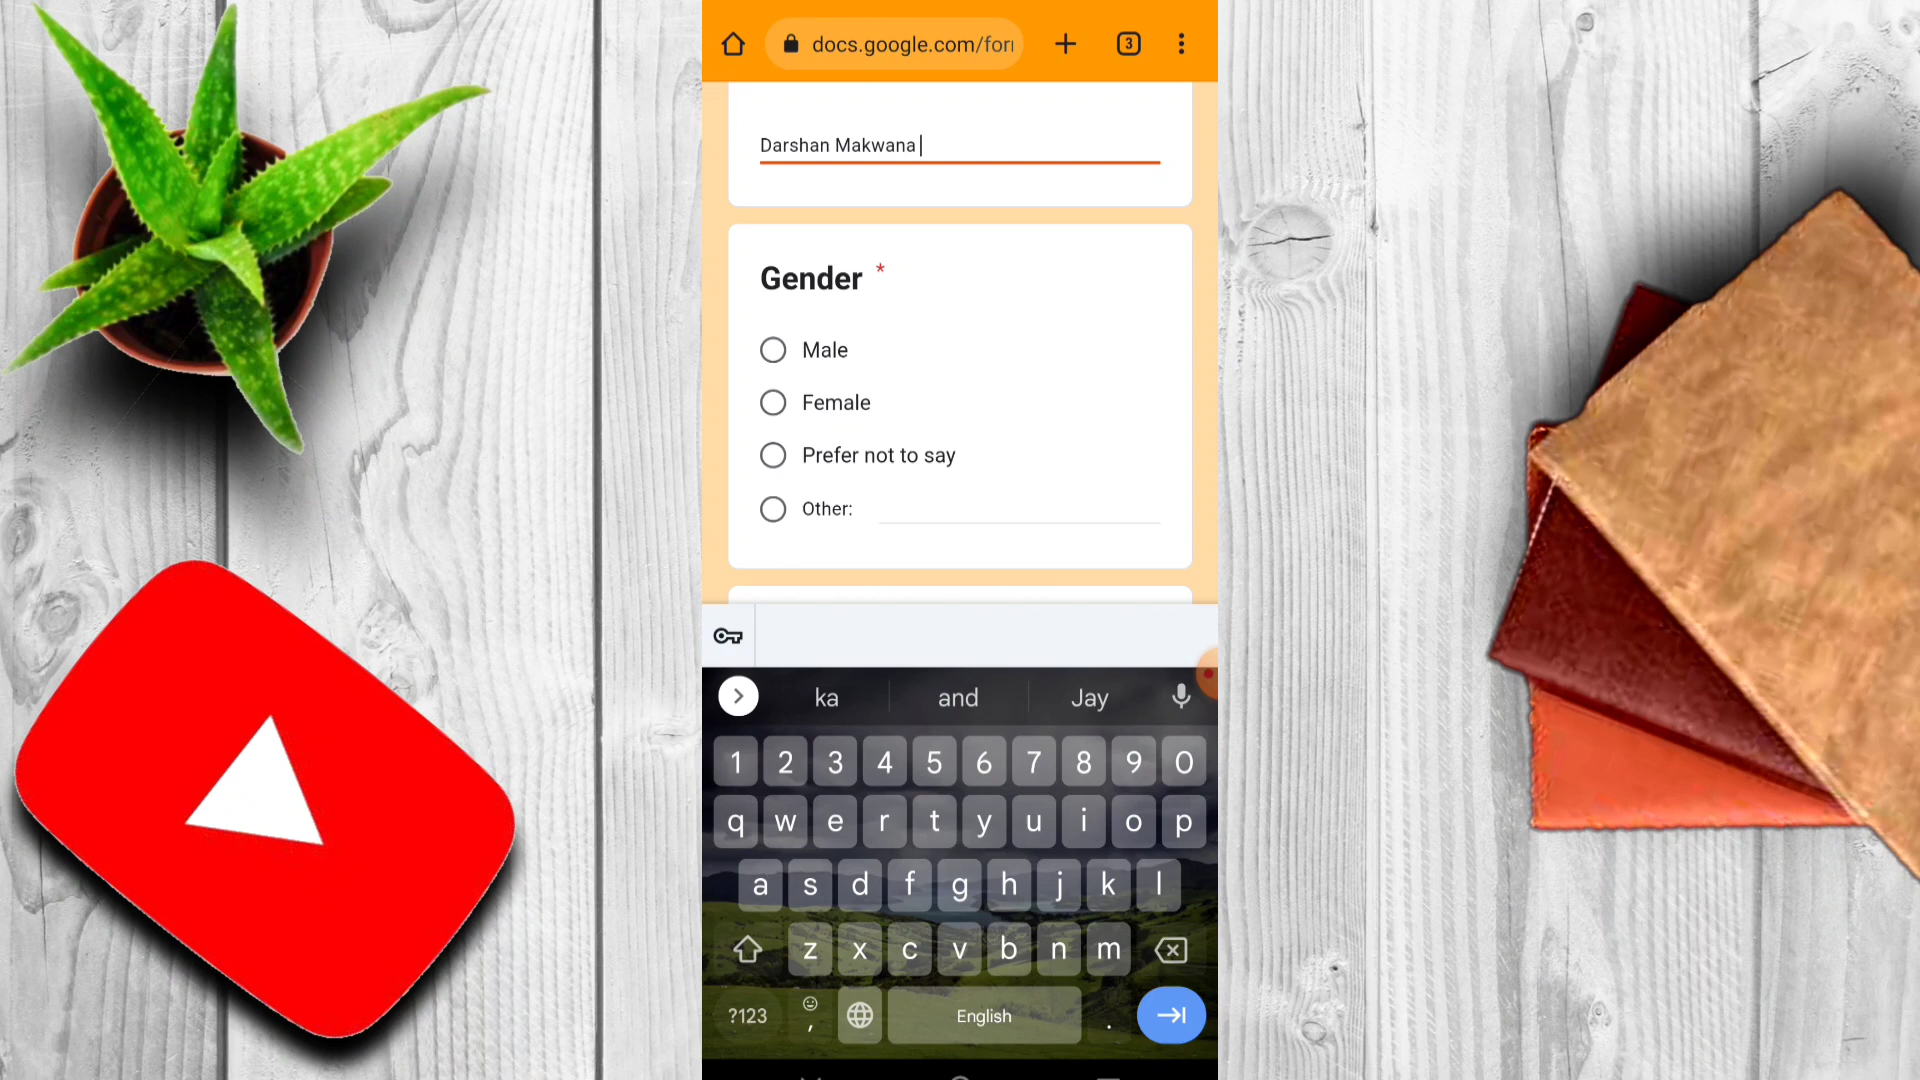 docs.google.com/for
3
Darshan Makwana
Gender *
Male
Female
Prefer not to say
Other:
ka and Jay
1 2 3 4 5 6 7 8 9 0
q w e r t y u i o p
a s d f g h j k l
z x c v b n m
?123 , English .